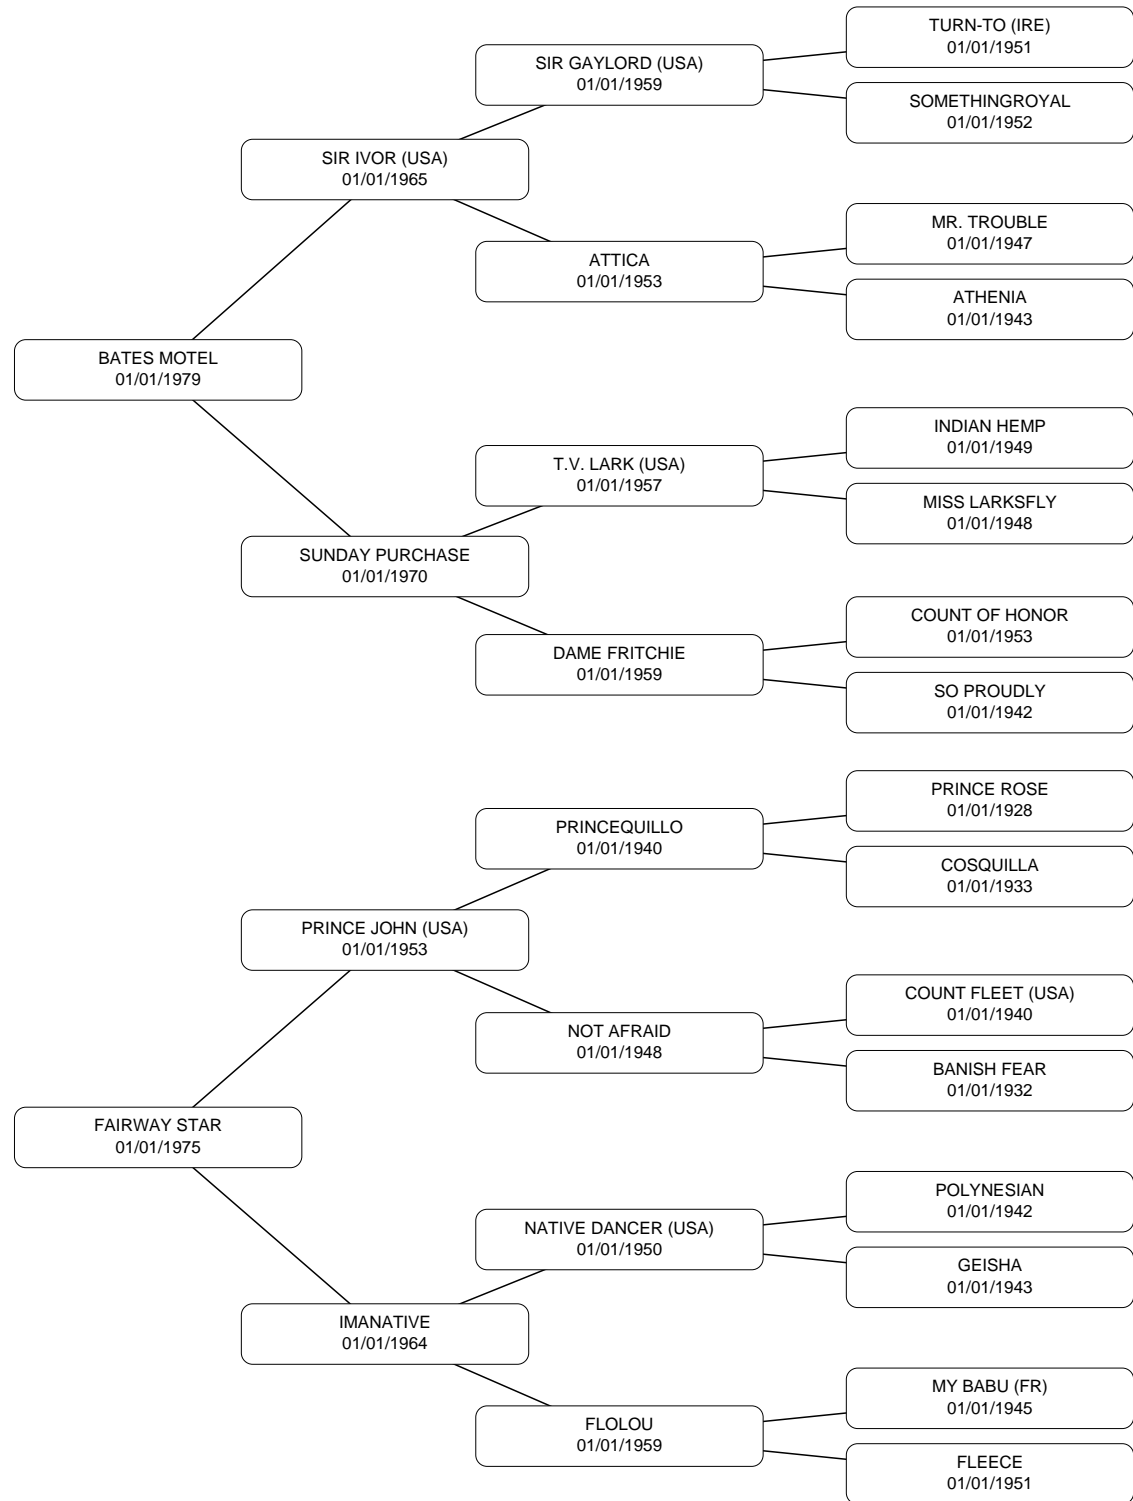 TURN-TO (IRE)
01/01/1951
SIR GAYLORD (USA)
01/01/1959
SOMETHINGROYAL
01/01/1952
SIR IVOR (USA)
01/01/1965
MR. TROUBLE
01/01/1947
ATTICA
01/01/1953
ATHENIA
01/01/1943
BATES MOTEL
01/01/1979
INDIAN HEMP
01/01/1949
T.V. LARK (USA)
01/01/1957
MISS LARKSFLY
01/01/1948
SUNDAY PURCHASE
01/01/1970
COUNT OF HONOR
01/01/1953
DAME FRITCHIE
01/01/1959
SO PROUDLY
01/01/1942
PRINCE ROSE
01/01/1928
PRINCEQUILLO
01/01/1940
COSQUILLA
01/01/1933
PRINCE JOHN (USA)
01/01/1953
COUNT FLEET (USA)
01/01/1940
NOT AFRAID
01/01/1948
BANISH FEAR
01/01/1932
FAIRWAY STAR
01/01/1975
POLYNESIAN
01/01/1942
NATIVE DANCER (USA)
01/01/1950
GEISHA
01/01/1943
IMANATIVE
01/01/1964
MY BABU (FR)
01/01/1945
FLOLOU
01/01/1959
FLEECE
01/01/1951